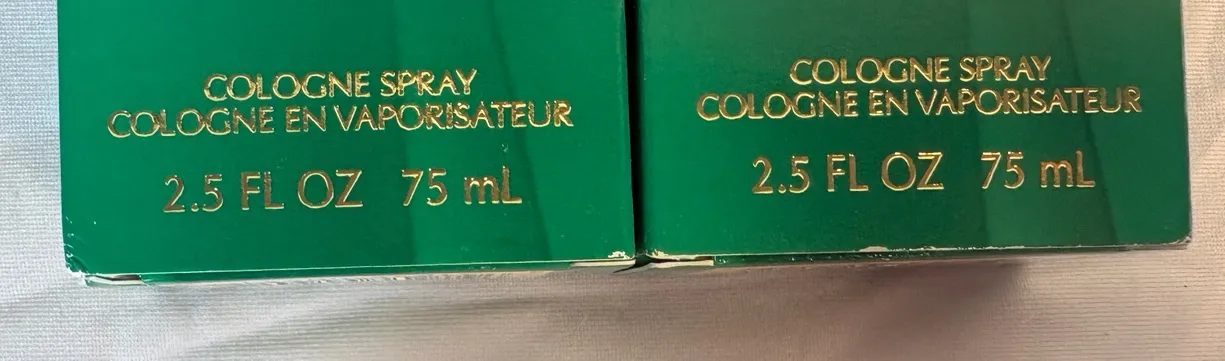 COLOGNE SPRAY
COLOGNE EN VAPORISATEUR
2.5 FL OZ 75 mL
COLOGNE SPRAY
COLOGNE EN VAPORISATEUR
2.5 FL OZ 75 mL